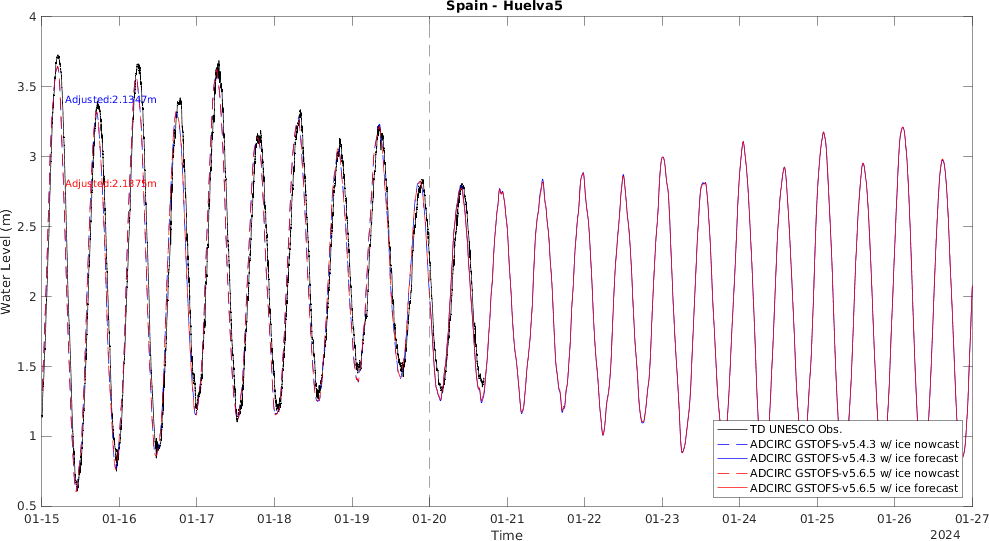 Spain - Huelva5
4
3.5
3
2.5
2
1.5
1
0.5
Water Level (m)
Adjusted:2.1347m
Adjusted:2.1375m
TD UNESCO Obs.
ADCIRC GSTOFS-v5.4.3 w/ ice nowcast
ADCIRC GSTOFS-v5.4.3 w/ ice forecast
ADCIRC GSTOFS-v5.6.5 w/ ice nowcast
ADCIRC GSTOFS-v5.6.5 w/ ice forecast
01-15 01-16 01-17 01-18 01-19 01-20 01-21 01-22 01-23 01-24 01-25 01-26 01-27
Time
2024